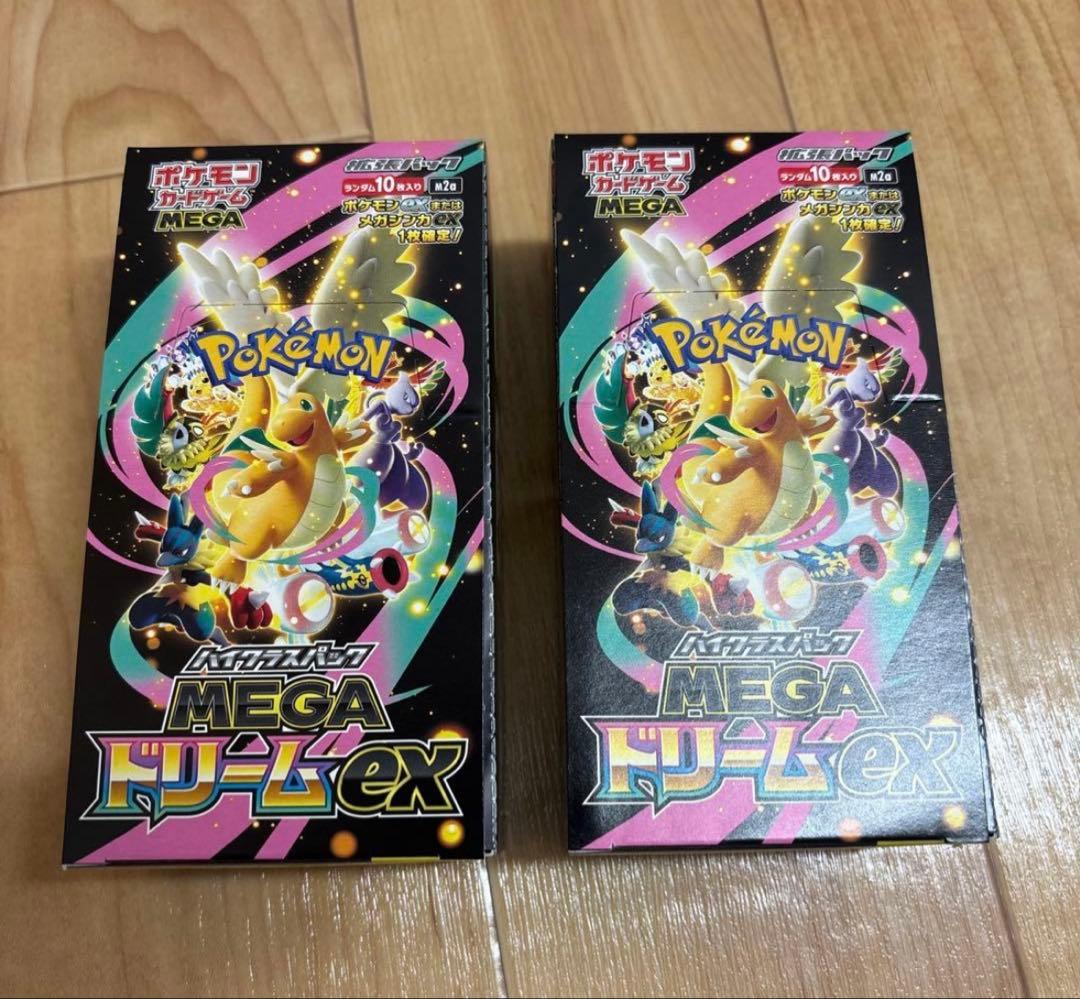 ポケモン
カードゲーム
MEGA
拡張パック
ランダム10枚入り M2a
ポケモンexまたは
メガシンカex
1枚確定!
POKéMON
ハイクラスパック
MEGA
ドリームex
ポケモン
カードゲーム
MEGA
拡張パック
ランダム10枚入り M2a
ポケモンexまたは
メガシンカex
1枚確定!
POKéMON
ハイクラスパック
MEGA
ドリームex